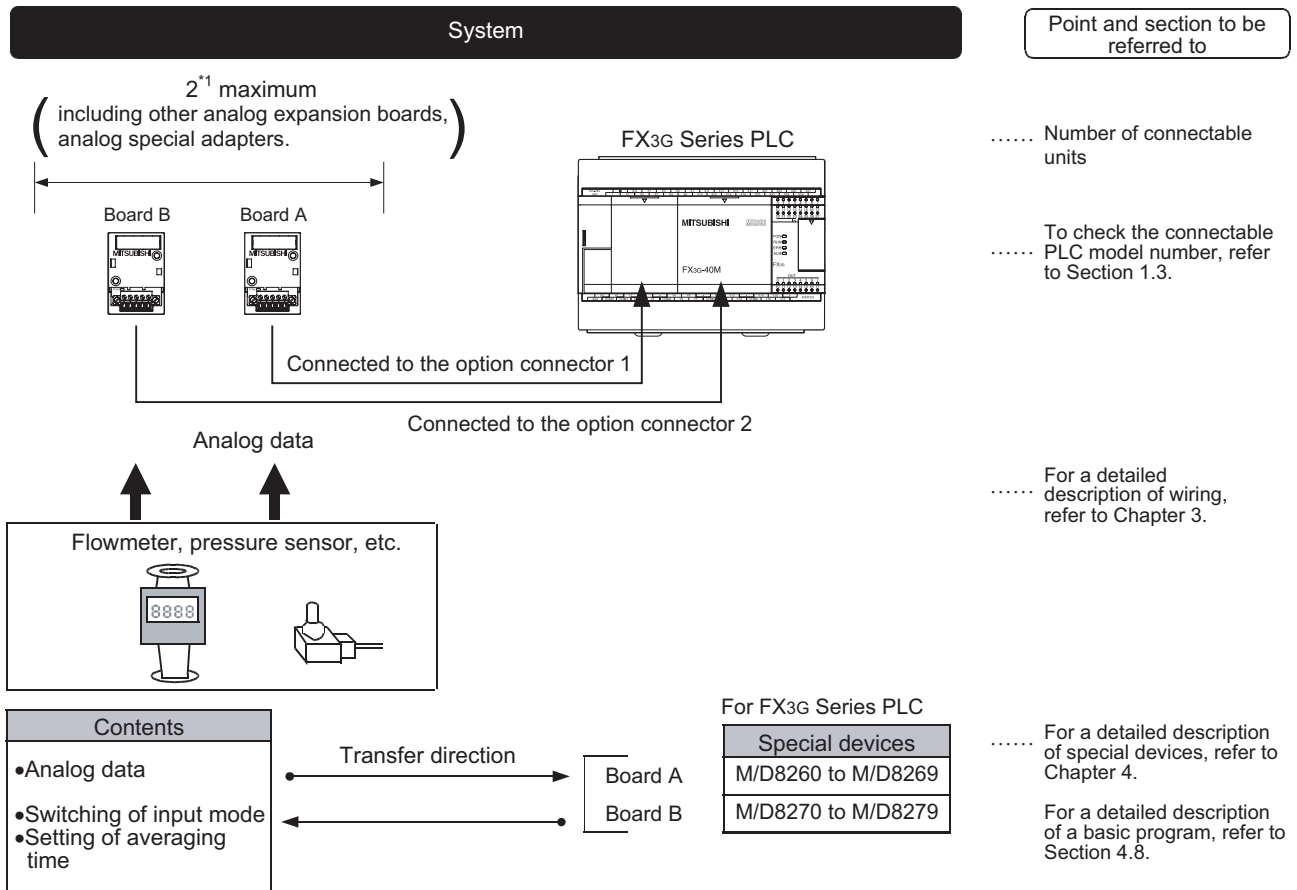 System
Point and section to be
referred to
2*1 maximum
including other analog expansion boards,
analog special adapters.
FX3G Series PLC
...... Number of connectable
units
Board B
Board A
MITSUBISHI
MITSUBISHI
MITSUBISHI
FX3G-40M
OUT
To check the connectable
...... PLC model number, refer
to Section 1.3.
Connected to the option connector 1
Connected to the option connector 2
Analog data
...... For a detailed
description of wiring,
refer to Chapter 3.
Flowmeter, pressure sensor, etc.
8888
For FX3G Series PLC
Contents
•Analog data
•Switching of input mode
•Setting of averaging
time
Transfer direction
Board A
Board B
Special devices
M/D8260 to M/D8269
M/D8270 to M/D8279
...... For a detailed description
of special devices, refer to
Chapter 4.
For a detailed description
of a basic program, refer to
Section 4.8.